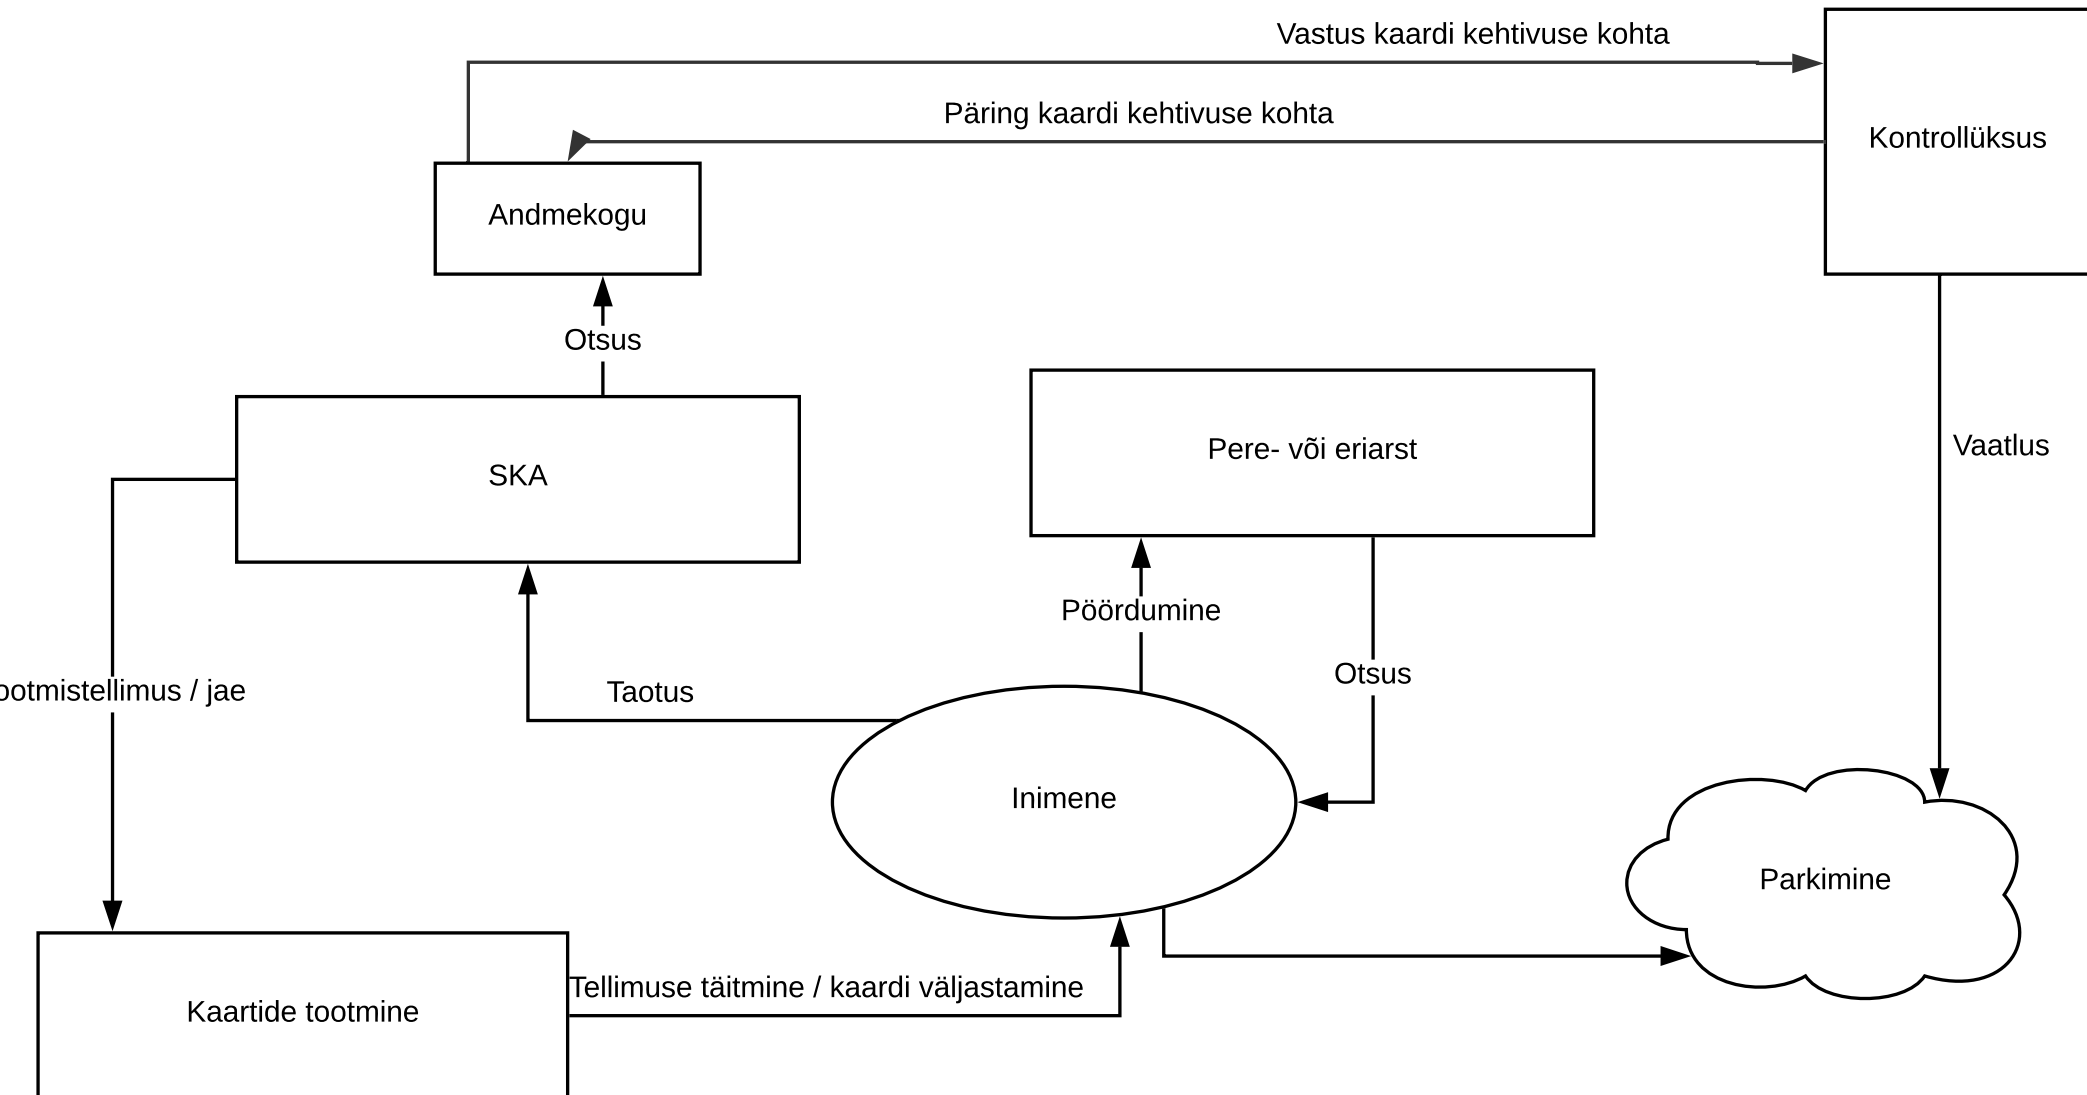 Vastus kaardi kehtivuse kohta
Päring kaardi kehtivuse kohta
Kontrollüksus
Andmekogu
Otsus
Pere- või eriarst
Vaatlus
SKA
Pöördumine
Otsus
ootmistellimus / jae
Taotus
Inimene
Parkimine
Tellimuse täitmine / kaardi väljastamine
Kaartide tootmine